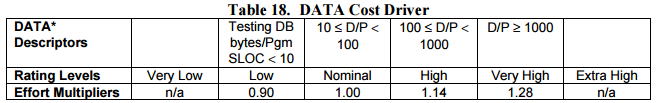 Table 18. DATA Cost Driver
DATA* Testing DB 10 ≤ D/P < 100 ≤ D/P < D/P ≥ 1000
Descriptors bytes/Pgm 100 1000
SLOC < 10
Rating Levels Very Low Low Nominal High Very High Extra High
Effort Multipliers n/a 0.90 1.00 1.14 1.28 n/a